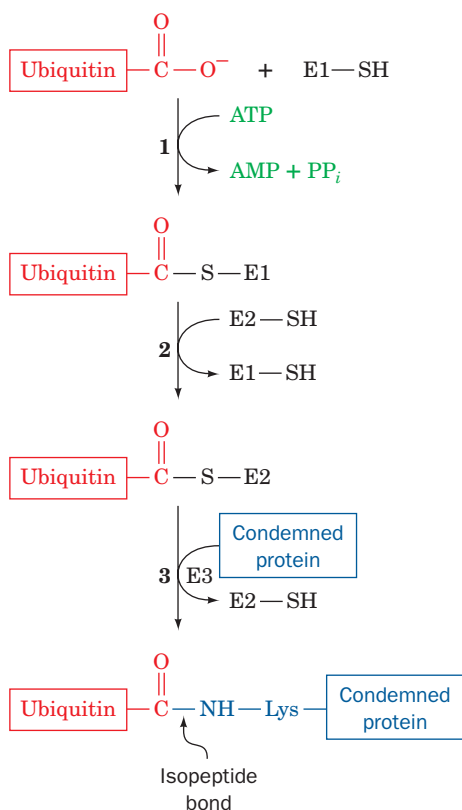 O
Ubiquitin—C—O⁻ + E1—SH
ATP
1
AMP + PPᵢ
O
Ubiquitin—C—S—E1
E2—SH
2
E1—SH
O
Ubiquitin—C—S—E2
Condemned
protein
3 E3
E2—SH
O
Ubiquitin—C—NH—Lys—Condemned
protein
Isopeptide
bond